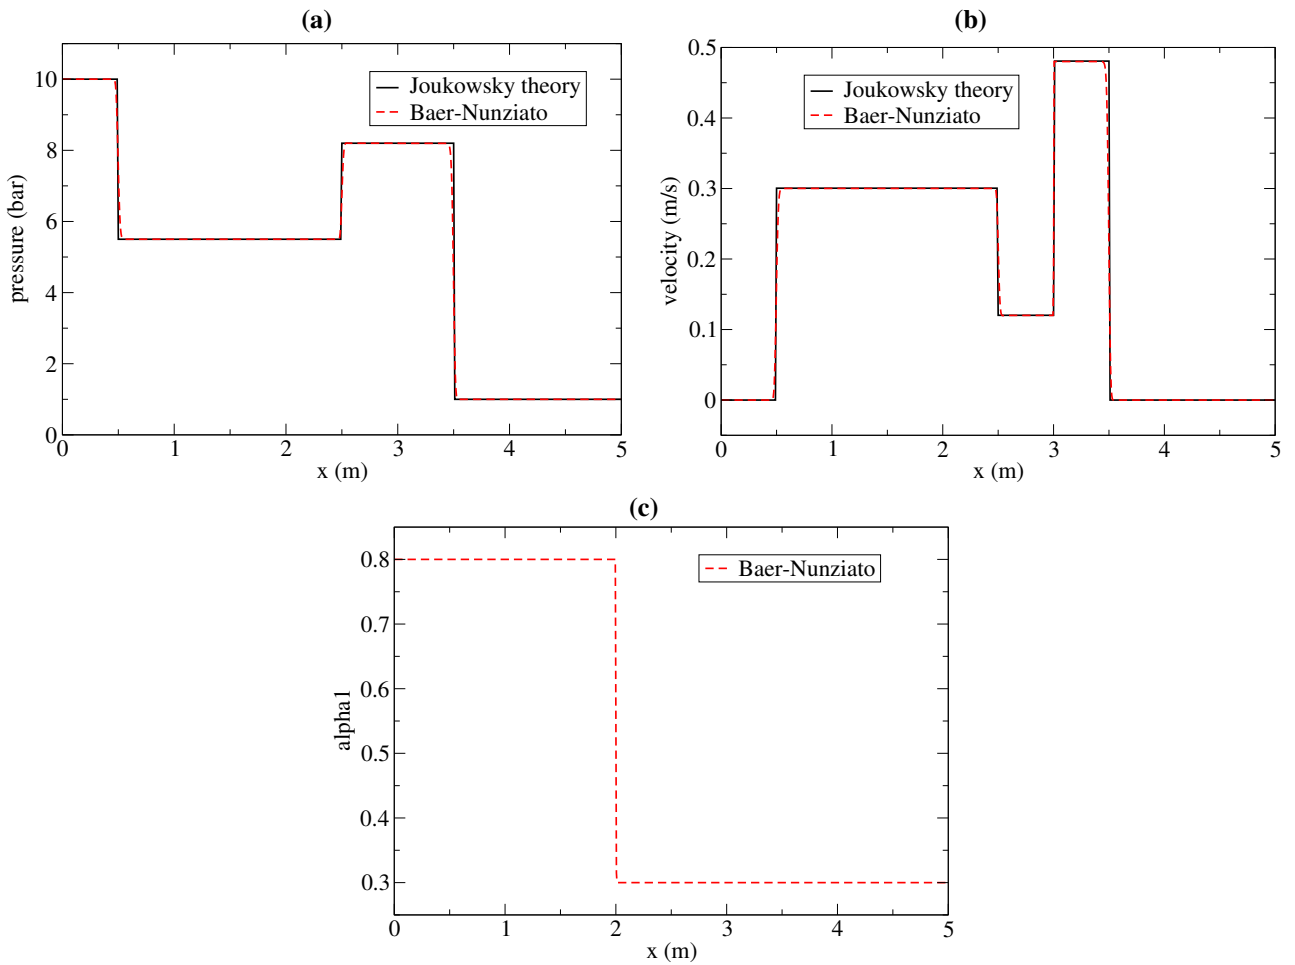 (a)
10
8
6
4
2
0
pressure (bar)
Joukowsky theory
Baer-Nunziato
0 1 2 3 4 5
x (m)
(b)
0.5
0.4
0.3
0.2
0.1
0
velocity (m/s)
Joukowsky theory
Baer-Nunziato
0 1 2 3 4 5
x (m)
(c)
0.8
0.7
0.6
0.5
0.4
0.3
alpha1
Baer-Nunziato
0 1 2 3 4 5
x (m)